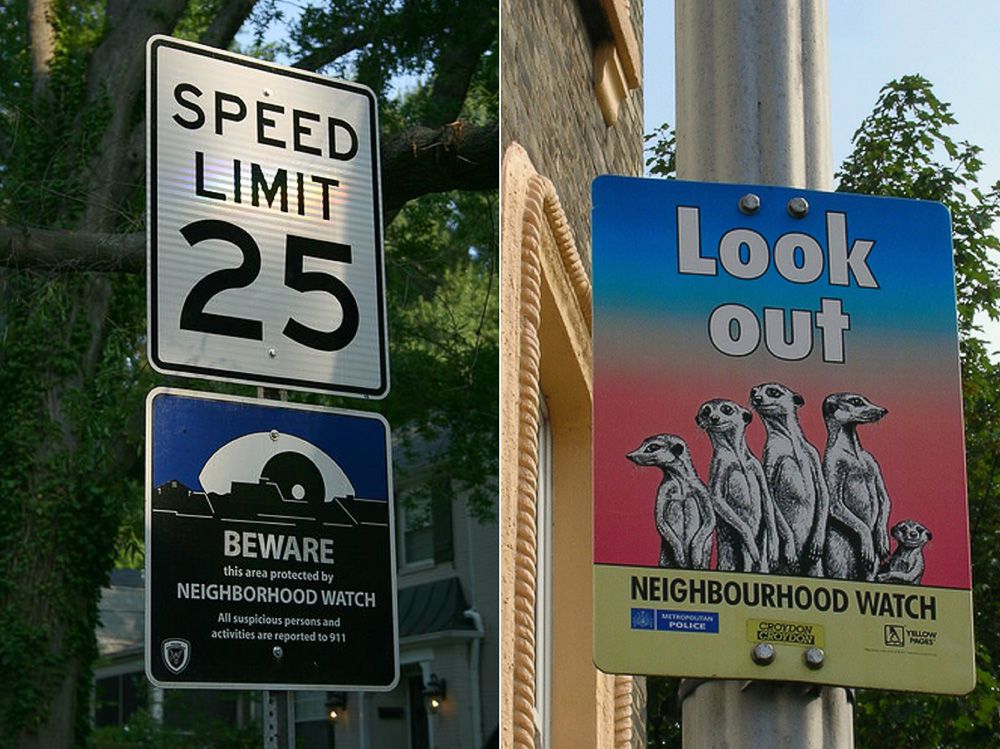 SPEED
LIMIT
25
BEWARE
this area protected by
NEIGHBORHOOD WATCH
All suspicious persons and
activities are reported to 911
Look
out
NEIGHBOURHOOD WATCH
METROPOLITAN
POLICE
CROYDON
CROYDON
YELLOW
PAGES